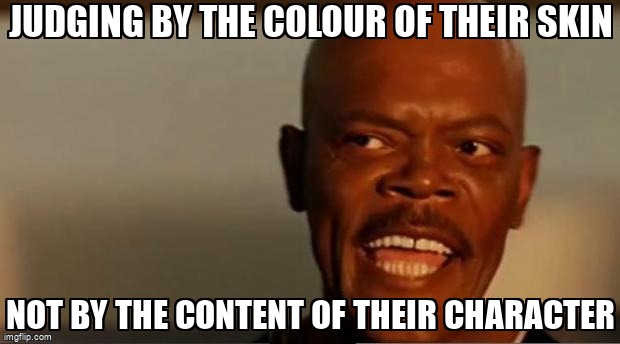 JUDGING BY THE COLOUR OF THEIR SKIN
NOT BY THE CONTENT OF THEIR CHARACTER
imgflip.com